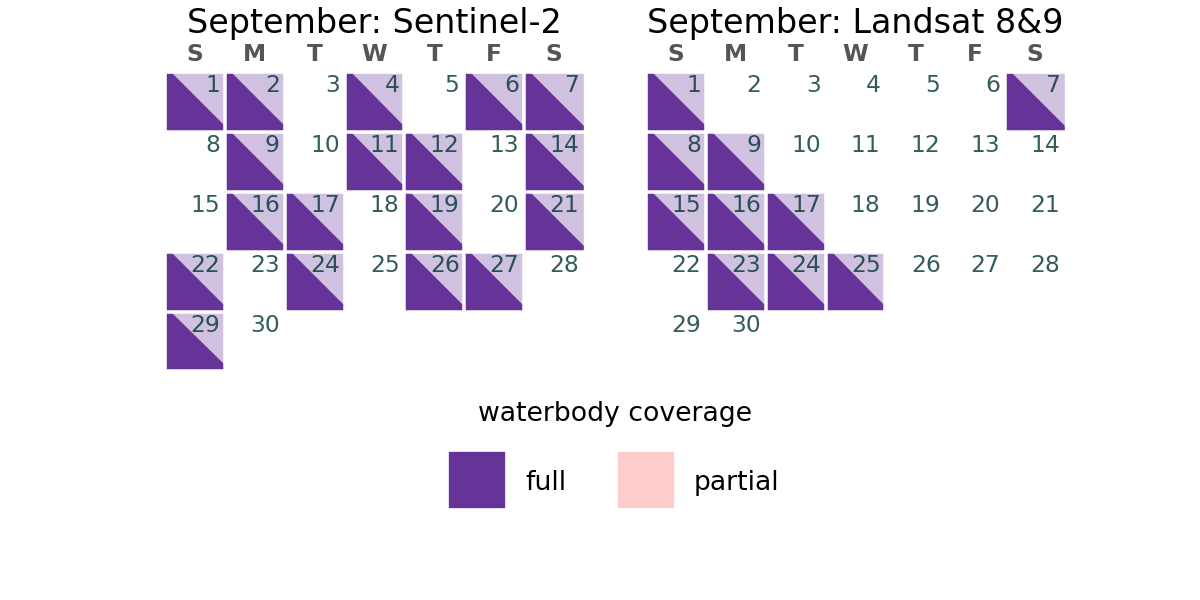 September: Sentinel-2
S M T W T F S
1 2 3 4 5 6 7
8 9 10 11 12 13 14
15 16 17 18 19 20 21
22 23 24 25 26 27 28
29 30
September: Landsat 8&9
S M T W T F S
1 2 3 4 5 6 7
8 9 10 11 12 13 14
15 16 17 18 19 20 21
22 23 24 25 26 27 28
29 30
waterbody coverage
full partial